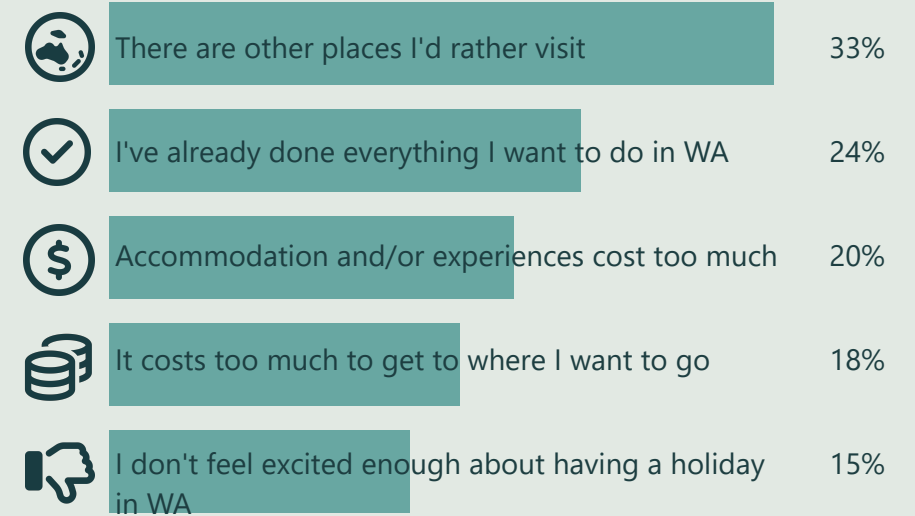 There are other places I'd rather visit 33%
I've already done everything I want to do in WA 24%
Accommodation and/or experiences cost too much 20%
It costs too much to get to where I want to go 18%
I don't feel excited enough about having a holiday 15%
in WA